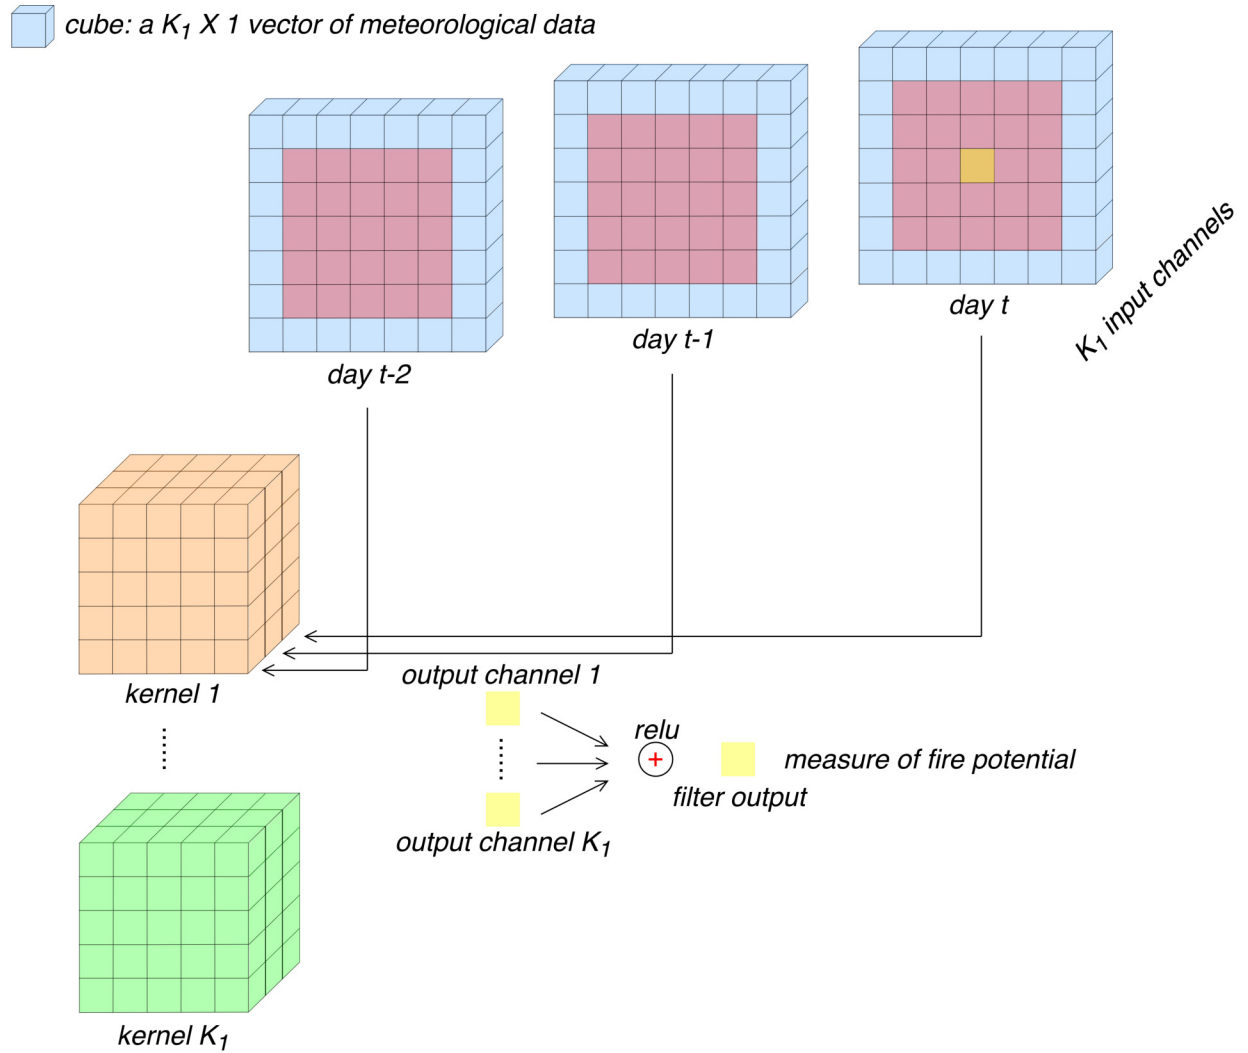 cube: a K₁ X 1 vector of meteorological data
day t-2
day t-1
day t
K₁ input channels
kernel 1
output channel 1
relu
+
measure of fire potential
filter output
output channel K₁
kernel K₁